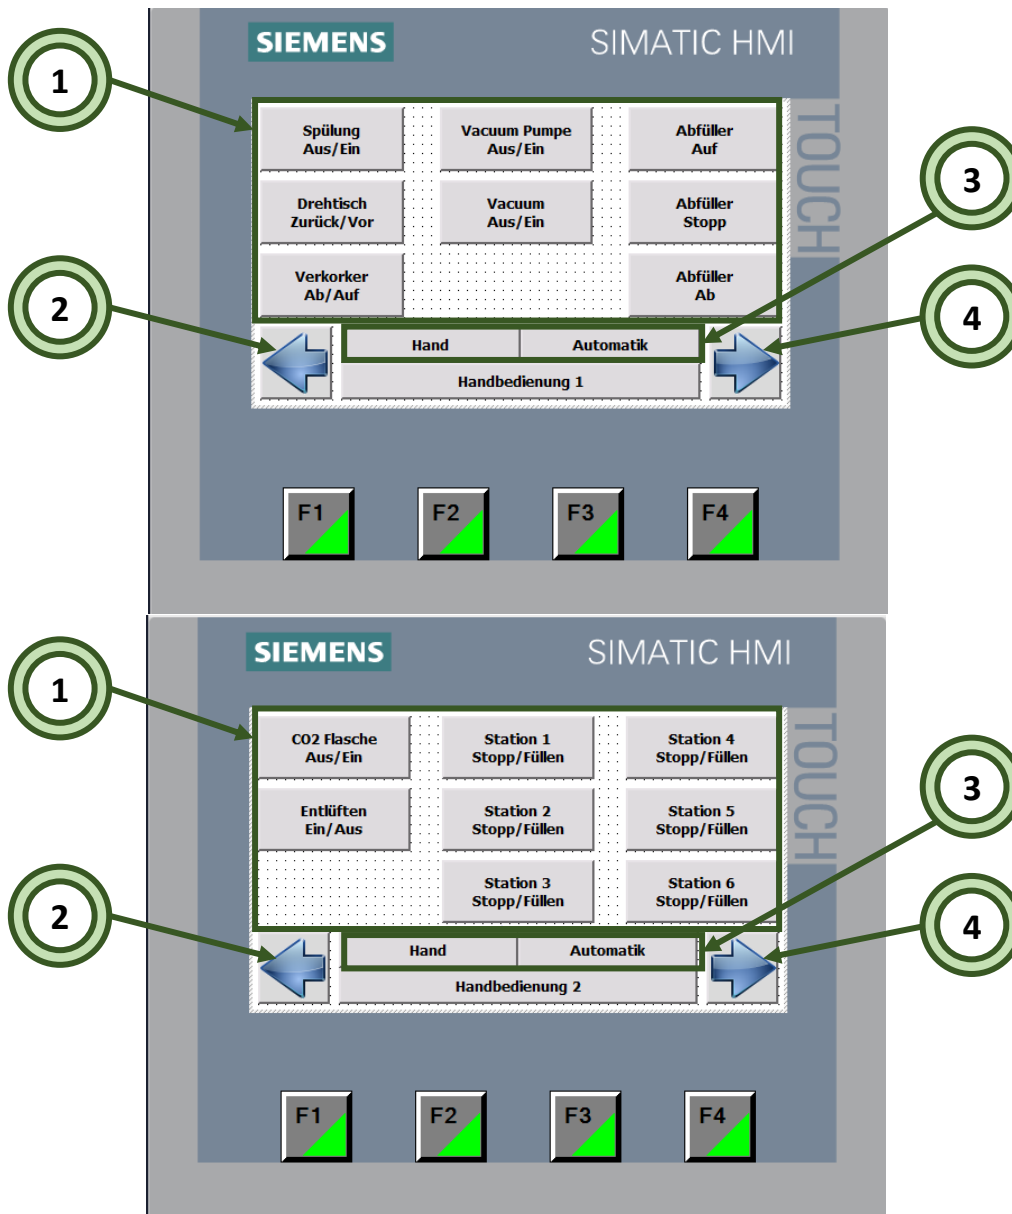 SIEMENS
SIMATIC HMI
TOUCH
1
Spülung
Aus/Ein
Vacuum Pumpe
Aus/Ein
Abfüller
Auf
3
Drehtisch
Zurück/Vor
Vacuum
Aus/Ein
Abfüller
Stopp
Verkorker
Ab/Auf
Abfüller
Ab
2
4
Hand
Automatik
Handbedienung 1
F1
F2
F3
F4
SIEMENS
SIMATIC HMI
TOUCH
1
CO2 Flasche
Aus/Ein
Station 1
Stopp/Füllen
Station 4
Stopp/Füllen
3
Entlüften
Ein/Aus
Station 2
Stopp/Füllen
Station 5
Stopp/Füllen
Station 3
Stopp/Füllen
Station 6
Stopp/Füllen
2
4
Hand
Automatik
Handbedienung 2
F1
F2
F3
F4